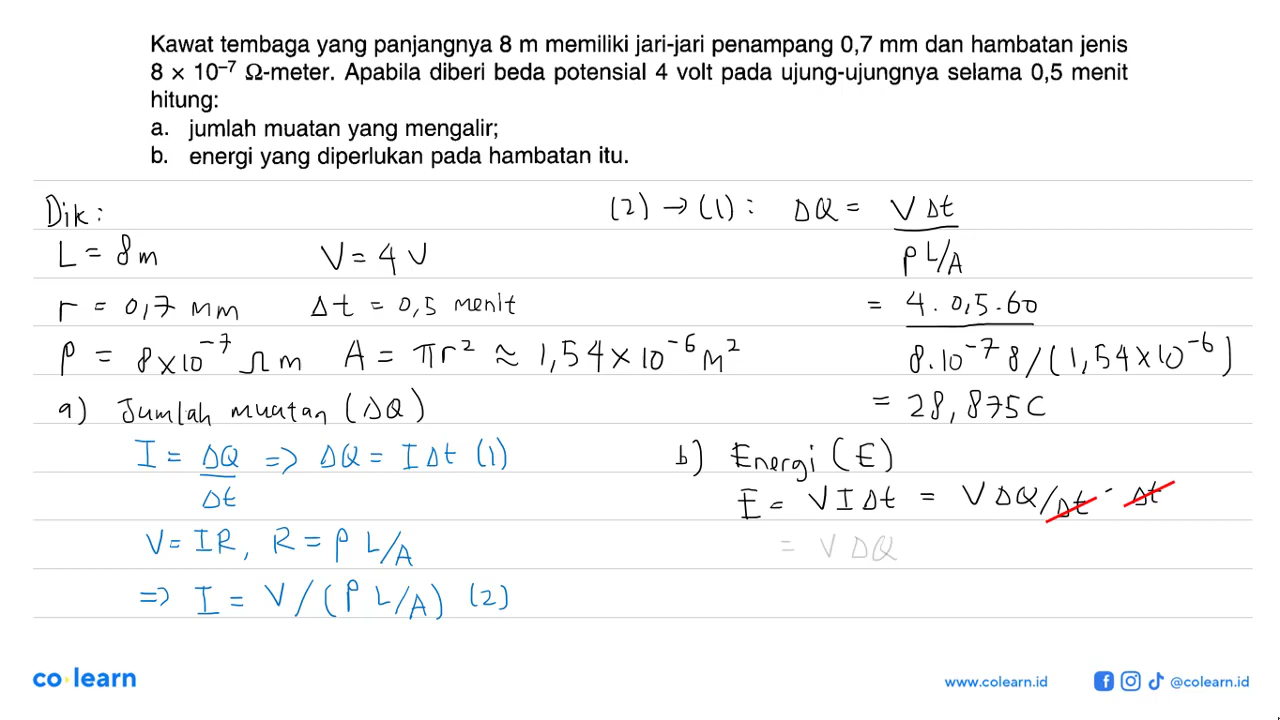 Kawat tembaga yang panjangnya 8 m memiliki jari-jari penampang 0,7 mm dan hambatan jenis
8 × 10⁻⁷ Ω-meter. Apabila diberi beda potensial 4 volt pada ujung-ujungnya selama 0,5 menit
hitung:
a. jumlah muatan yang mengalir;
b. energi yang diperlukan pada hambatan itu.
Dik:
L = 8 m V = 4 V
r = 0,7 mm Δt = 0,5 menit
ρ = 8×10⁻⁷ Ωm A = πr² ≈ 1,54×10⁻⁶ m²
a) Jumlah muatan (ΔQ)
I = ΔQ/Δt => ΔQ = I Δt (1)
V = IR, R = ρ L/A
=> I = V/(ρ L/A) (2)
(2) → (1): ΔQ = V Δt
ρ L/A
= 4.0,5.60
8.10⁻⁷ 8/(1,54×10⁻⁶)
= 28,875 C
b) Energi (E)
E = V I Δt = V ΔQ/Δt · Δt
= V ΔQ
co·learn
www.colearn.id @colearn.id